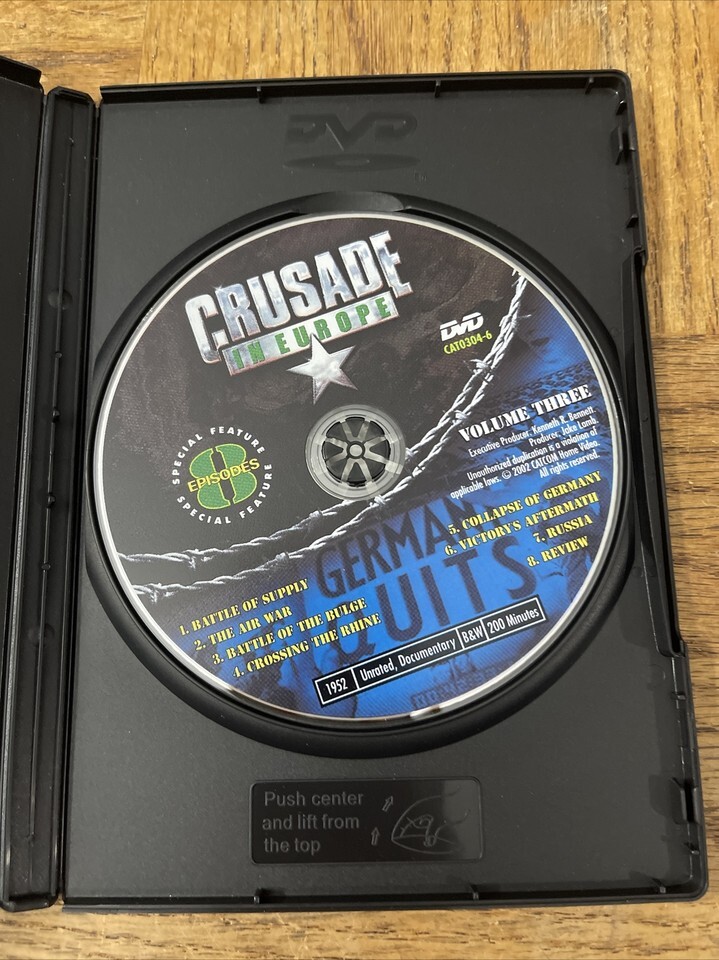 DVD
CRUSADE
IN EUROPE
DVD
CAT0304-6
VOLUME THREE
Executive Producer, Kenneth R. Bennett
Producer, Jake Lamb.
Unauthorized duplication is a violation of
applicable laws. © 2002 CATCOM Home Video.
All rights reserved.
SPECIAL FEATURE
8
EPISODES
SPECIAL FEATURE
GERMANY
QUITS
1. BATTLE OF SUPPLY
2. THE AIR WAR
3. BATTLE OF THE BULGE
4. CROSSING THE RHINE
5. COLLAPSE OF GERMANY
6. VICTORY'S AFTERMATH
7. RUSSIA
8. REVIEW
1952 Unrated, Documentary B&W 200 Minutes
Push center
and lift from
the top